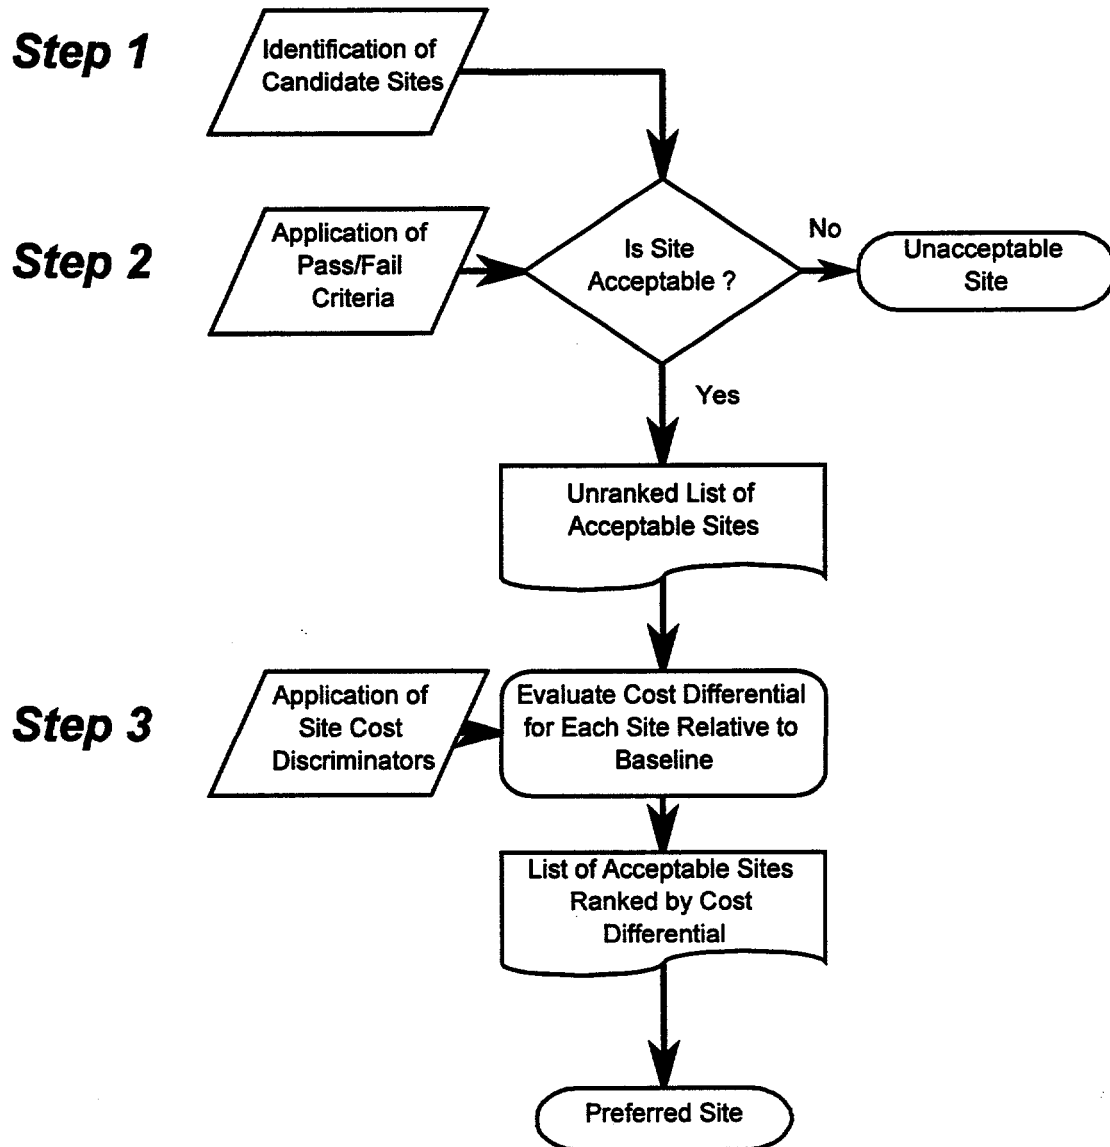 Step 1
Identification of
Candidate Sites
Step 2
Application of
Pass/Fail
Criteria
Is Site
Acceptable ?
No
Unacceptable
Site
Yes
Unranked List of
Acceptable Sites
Step 3
Application of
Site Cost
Discriminators
Evaluate Cost Differential
for Each Site Relative to
Baseline
List of Acceptable Sites
Ranked by Cost
Differential
Preferred Site